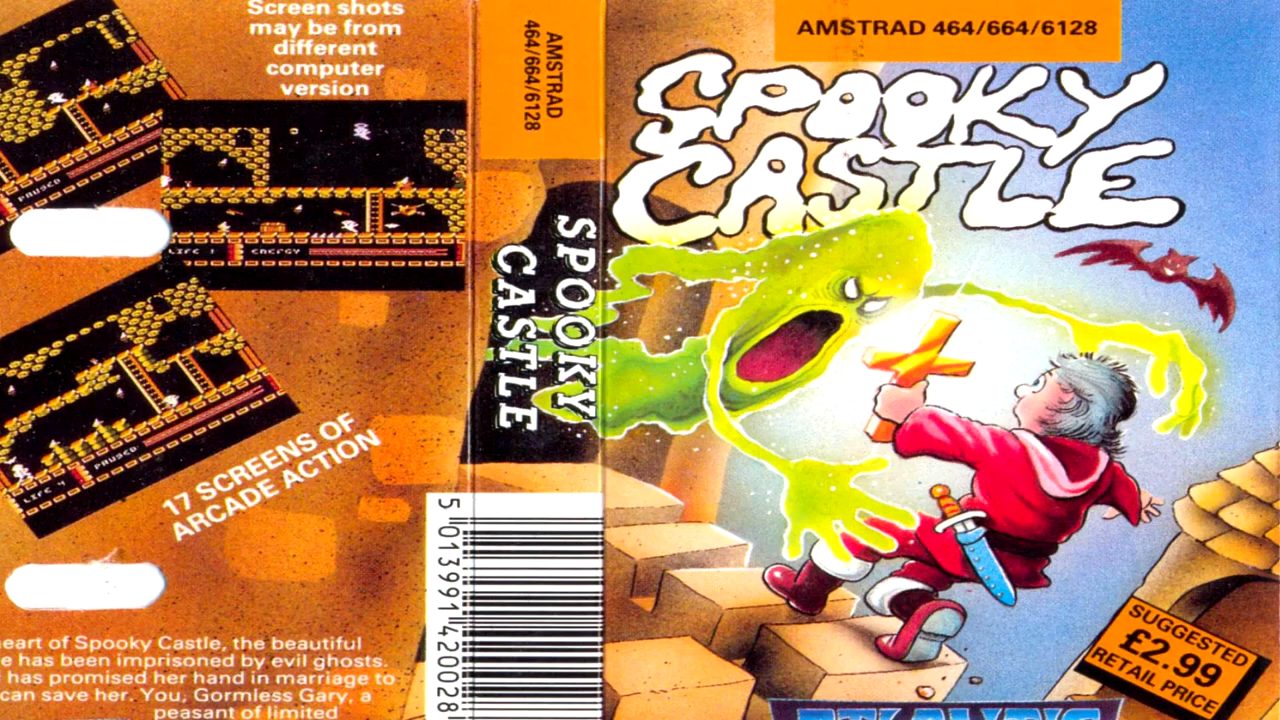 Screen shots
may be from
different
computer
version
PAUSED
LIFE 1 ENERGY
LIFE 4 PAUSED
17 SCREENS OF
ARCADE ACTION
heart of Spooky Castle, the beautiful
e has been imprisoned by evil ghosts.
has promised her hand in marriage to
can save her. You, Gormless Gary, a
peasant of limited
AMSTRAD
464/664/6128
SPOOKY
CASTLE
5 013991 420028
AMSTRAD 464/664/6128
SPOOKY
CASTLE
SUGGESTED
£2.99
RETAIL PRICE